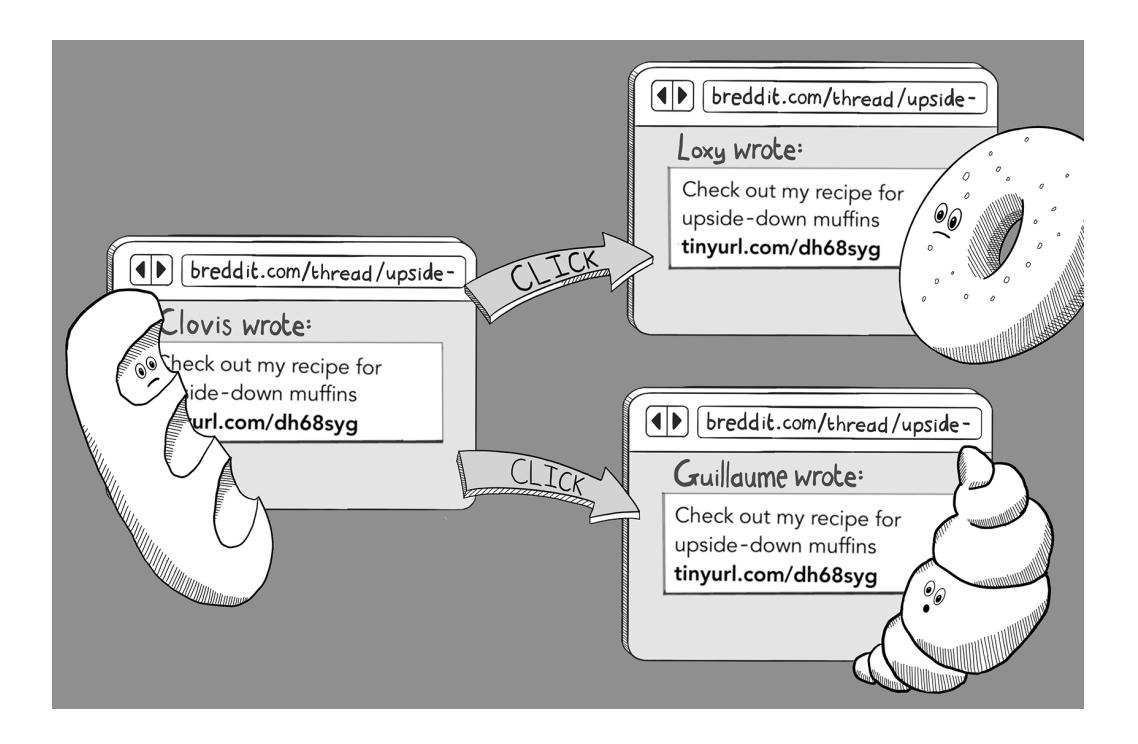 breddit.com/thread/upside-
Clovis wrote:
heck out my recipe for
side-down muffins
url.com/dh68syg
CLICK
breddit.com/thread/upside-
Loxy wrote:
Check out my recipe for
upside-down muffins
tinyurl.com/dh68syg
CLICK
breddit.com/thread/upside-
Guillaume wrote:
Check out my recipe for
upside-down muffins
tinyurl.com/dh68syg